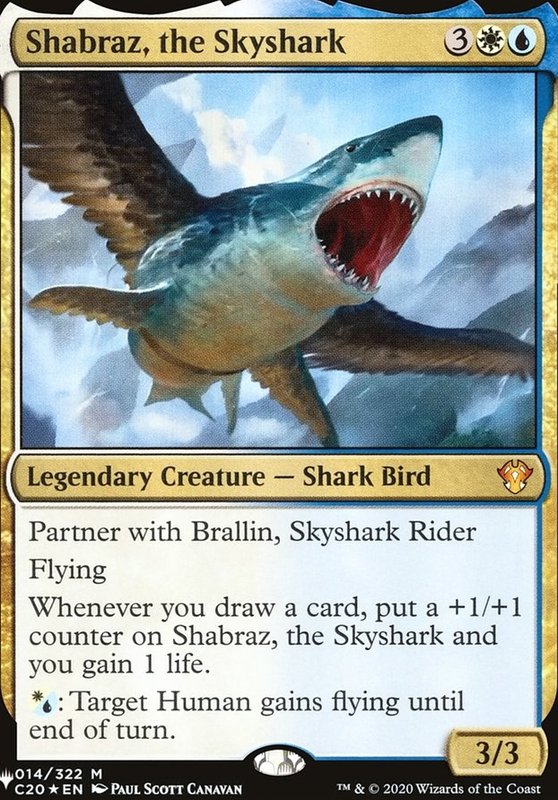 Shabraz, the Skyshark 3
Legendary Creature — Shark Bird
Partner with Brallin, Skyshark Rider
Flying
Whenever you draw a card, put a +1/+1
counter on Shabraz, the Skyshark and
you gain 1 life.
: Target Human gains flying until
end of turn.
3/3
014/322 M
C20★EN Paul Scott Canavan
™ & © 2020 Wizards of the Coast